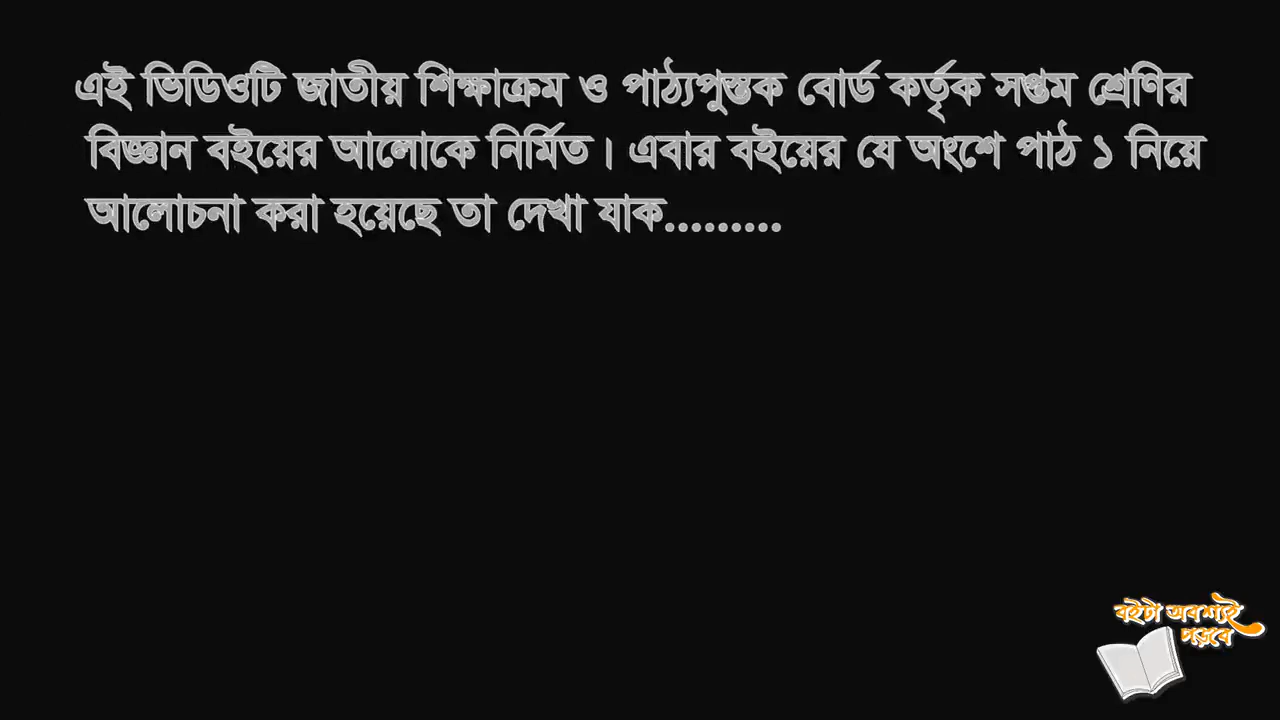 এই ভিডিওটি জাতীয় শিক্ষাক্রম ও পাঠ্যপুস্তক বোর্ড কর্তৃক সপ্তম শ্রেণির
বিজ্ঞান বইয়ের আলোকে নির্মিত। এবার বইয়ের যে অংশে পাঠ ১ নিয়ে
আলোচনা করা হয়েছে তা দেখা যাক.........
বইটা অবশ্যই
পড়বে